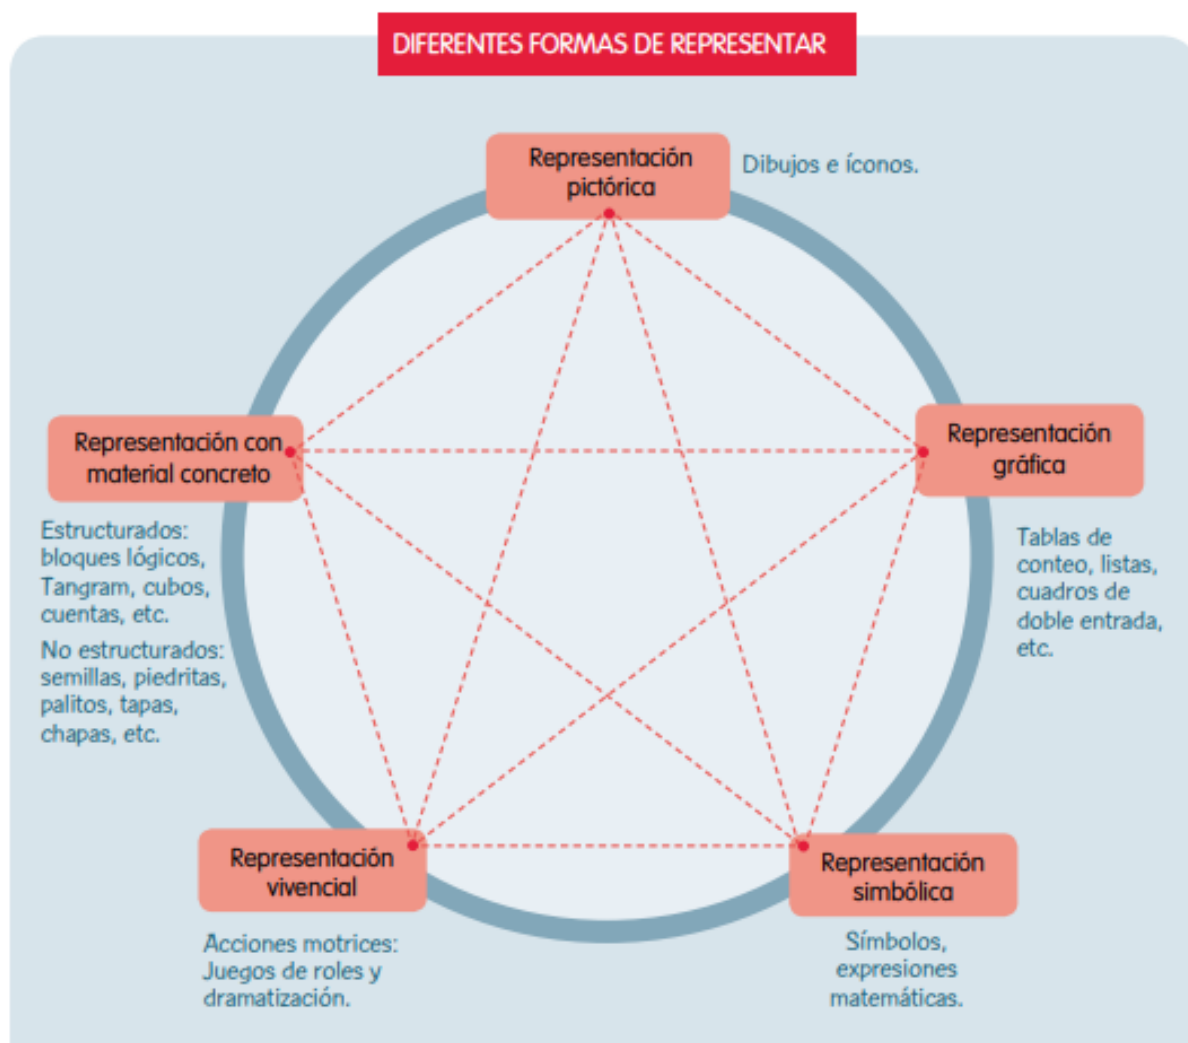 DIFERENTES FORMAS DE REPRESENTAR
Representación
pictórica
Dibujos e íconos.
Representación con
material concreto
Estructurados:
bloques lógicos,
Tangram, cubos,
cuentas, etc.
No estructurados:
semillas, piedritas,
palitos, tapas,
chapas, etc.
Representación
gráfica
Tablas de
conteo, listas,
cuadros de
doble entrada,
etc.
Representación
vivencial
Acciones motrices:
Juegos de roles y
dramatización.
Representación
simbólica
Símbolos,
expresiones
matemáticas.